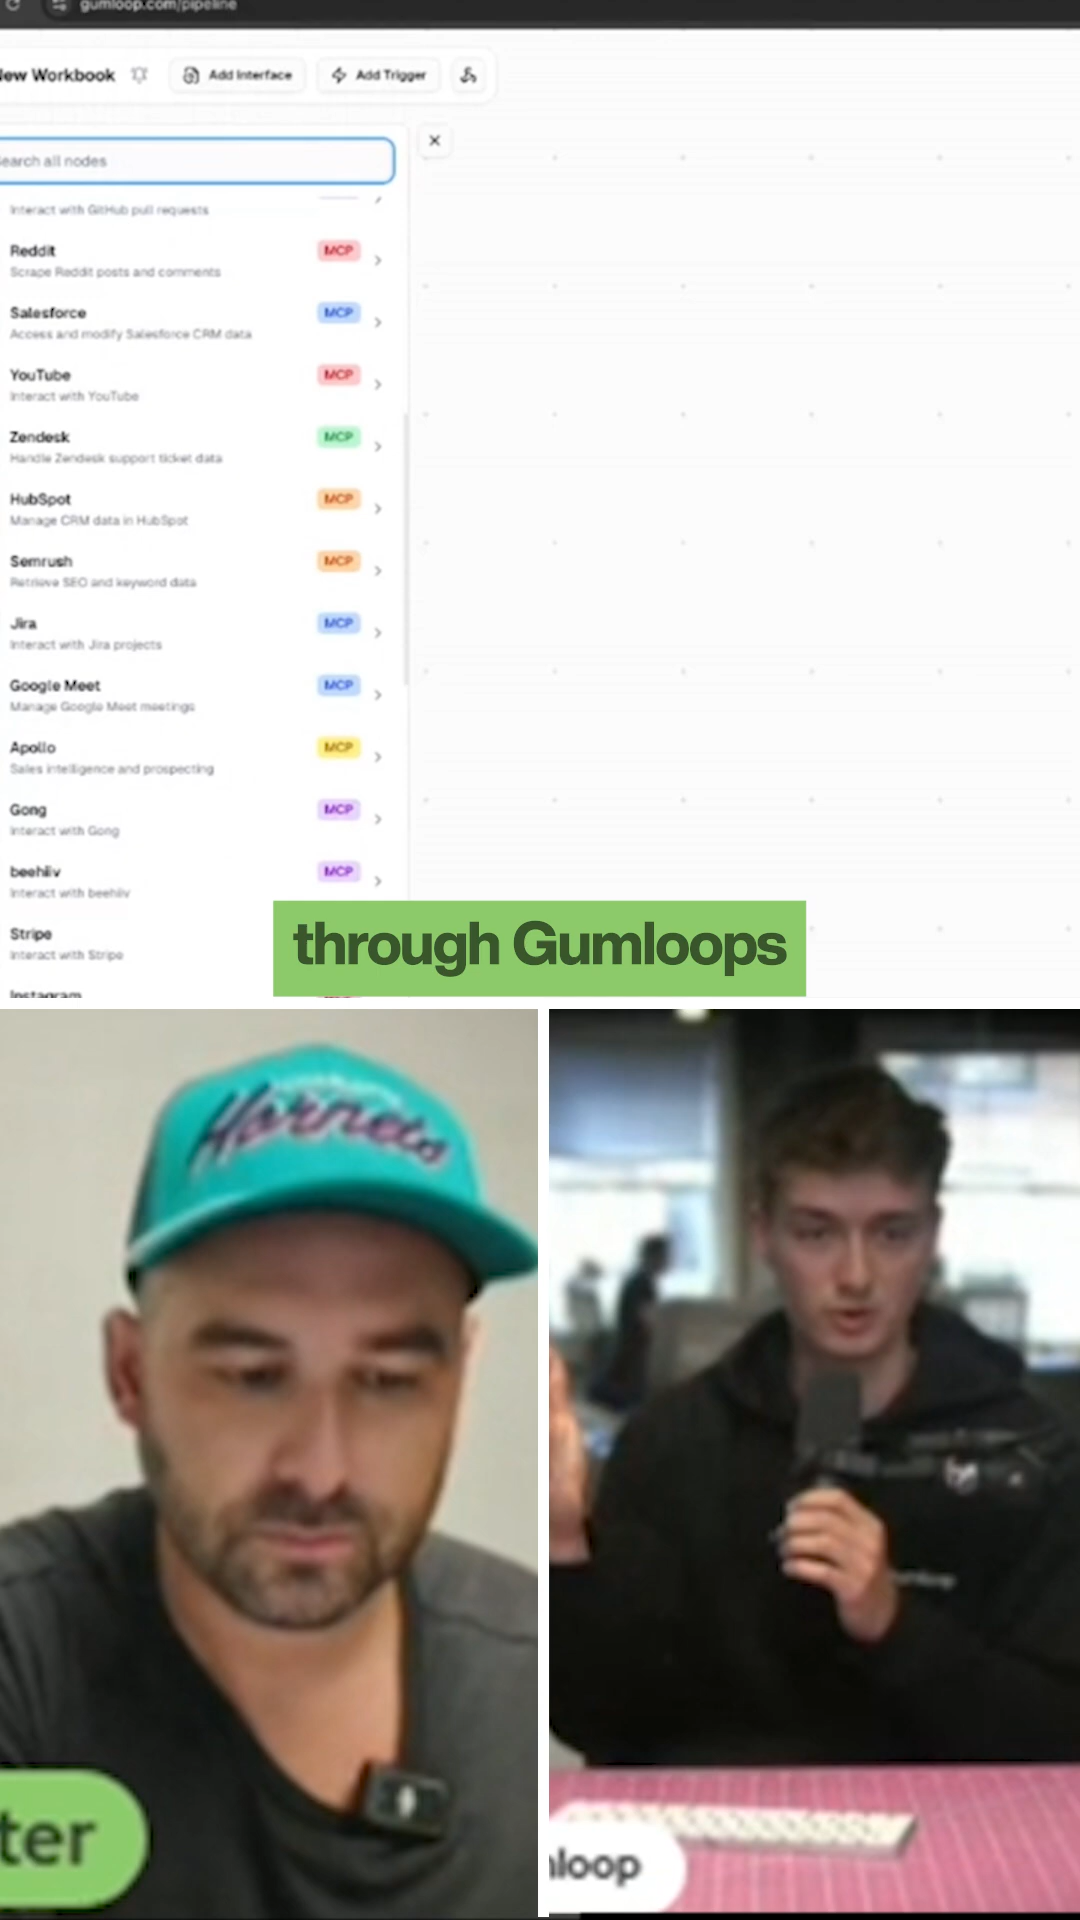 gumloop.com/pipeline
New Workbook
Add Interface
Add Trigger
Search all nodes
Interact with GitHub pull requests
Reddit
MCP
Scrape Reddit posts and comments
Salesforce
MCP
Access and modify Salesforce CRM data
YouTube
MCP
Interact with YouTube
Zendesk
MCP
Handle Zendesk support ticket data
HubSpot
MCP
Manage CRM data in HubSpot
Semrush
MCP
Retrieve SEO and keyword data
Jira
MCP
Interact with Jira projects
Google Meet
MCP
Manage Google Meet meetings
Apollo
MCP
Sales intelligence and prospecting
Gong
MCP
Interact with Gong
beehiiv
MCP
Interact with beehiiv
Stripe
Interact with Stripe
Instagram
through Gumloops
Hornets
ter
loop